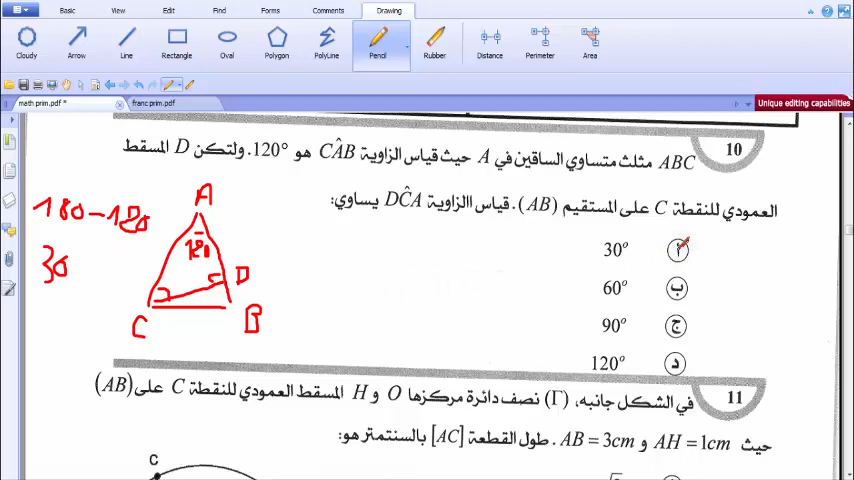 Basic View Find Forms Comments Drawing Help
Cloudy Arrow Line Rectangle Oval Polygon PolyLine Pencil Rubber Distance Perimeter Area
math prim.pdf * franc prim.pdf Unique editing capabilities
10 ABC مثلث متساوي الساقين في A حيث قياس الزاوية CÂB هو 120°. ولتكن D المسقط
العمودي للنقطة C على المستقيم (AB). قياس االزاوية DĈA يساوي:
أ 30°
ب 60°
ج 90°
د 120°
180-120
30
A
120
D
C B
11 في الشكل جانبه، (Γ) نصف دائرة مركزها O و H المسقط العمودي للنقطة C على (AB)
حيث AH = 1cm و AB = 3cm. طول القطعة [AC] بالسنتمتر هو:
C